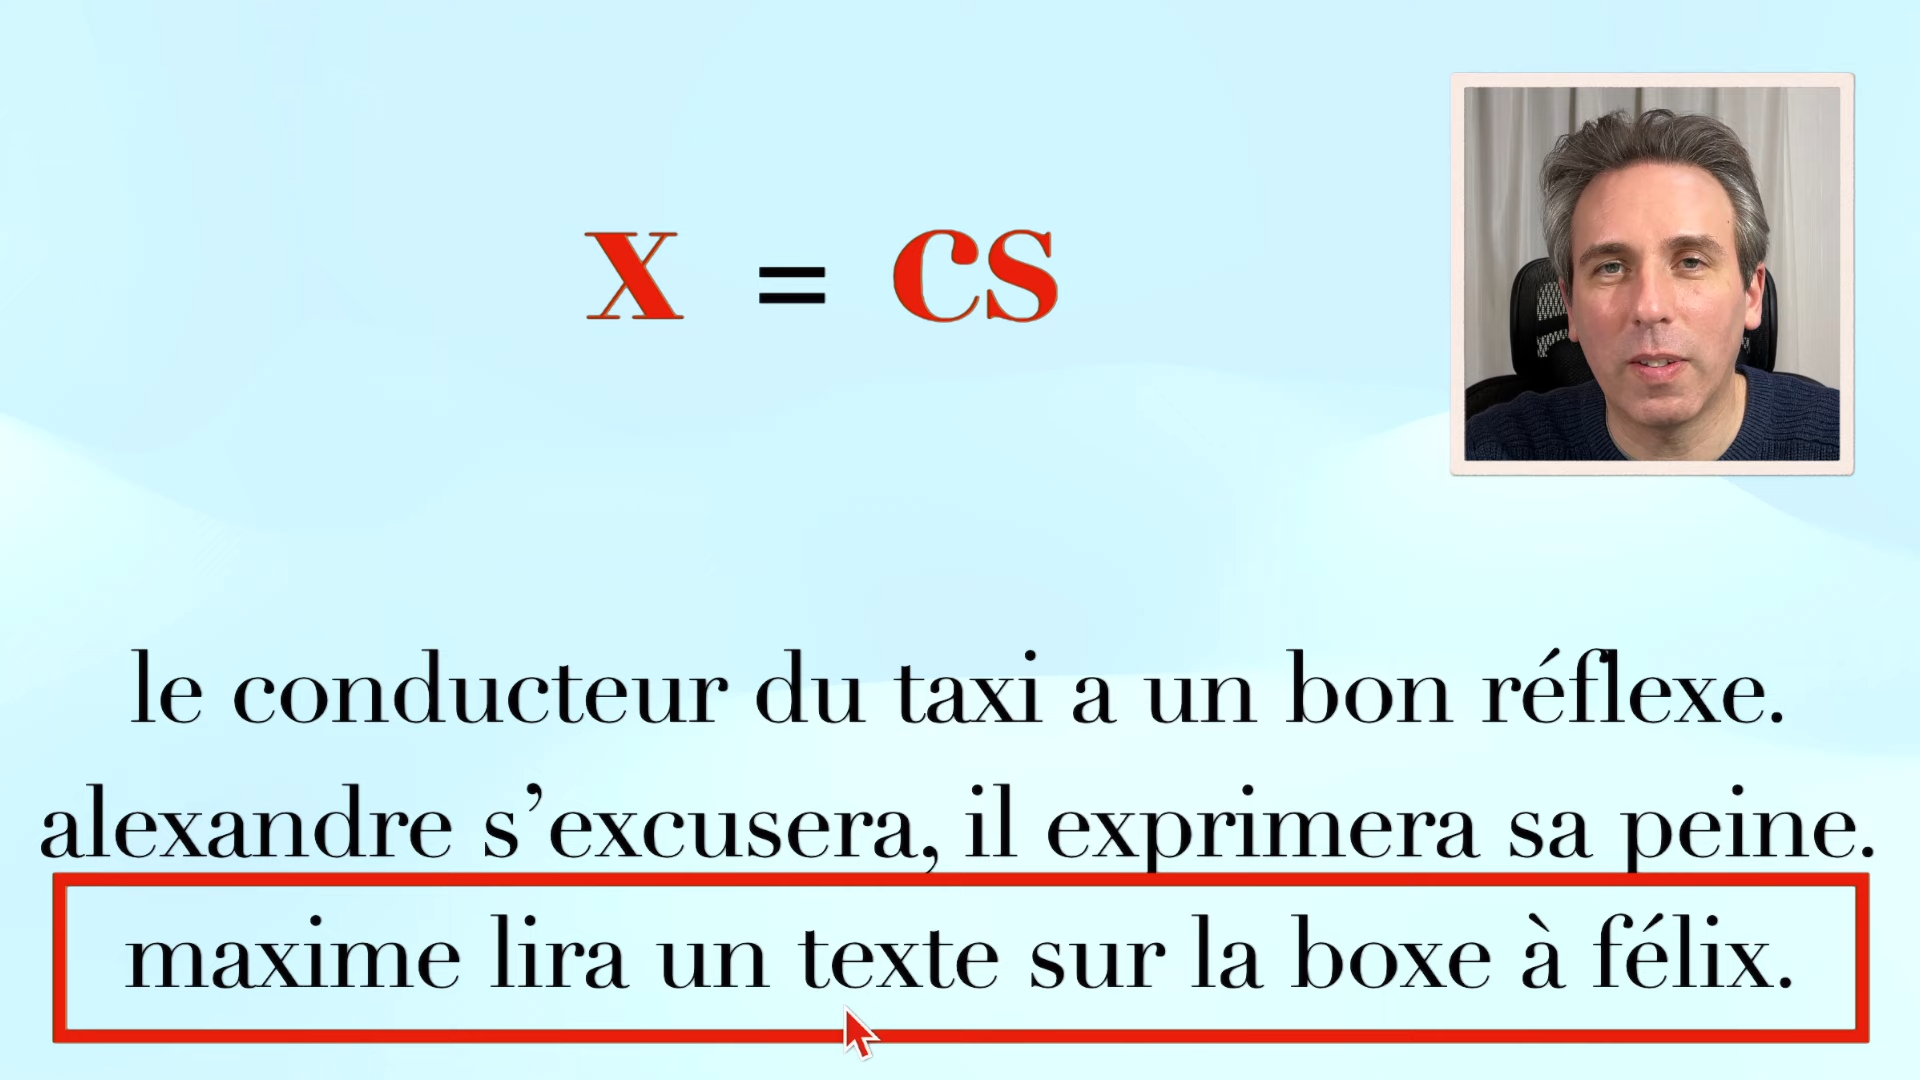 x = cs
le conducteur du taxi a un bon réflexe.
alexandre s’excusera, il exprimera sa peine.
maxime lira un texte sur la boxe à félix.